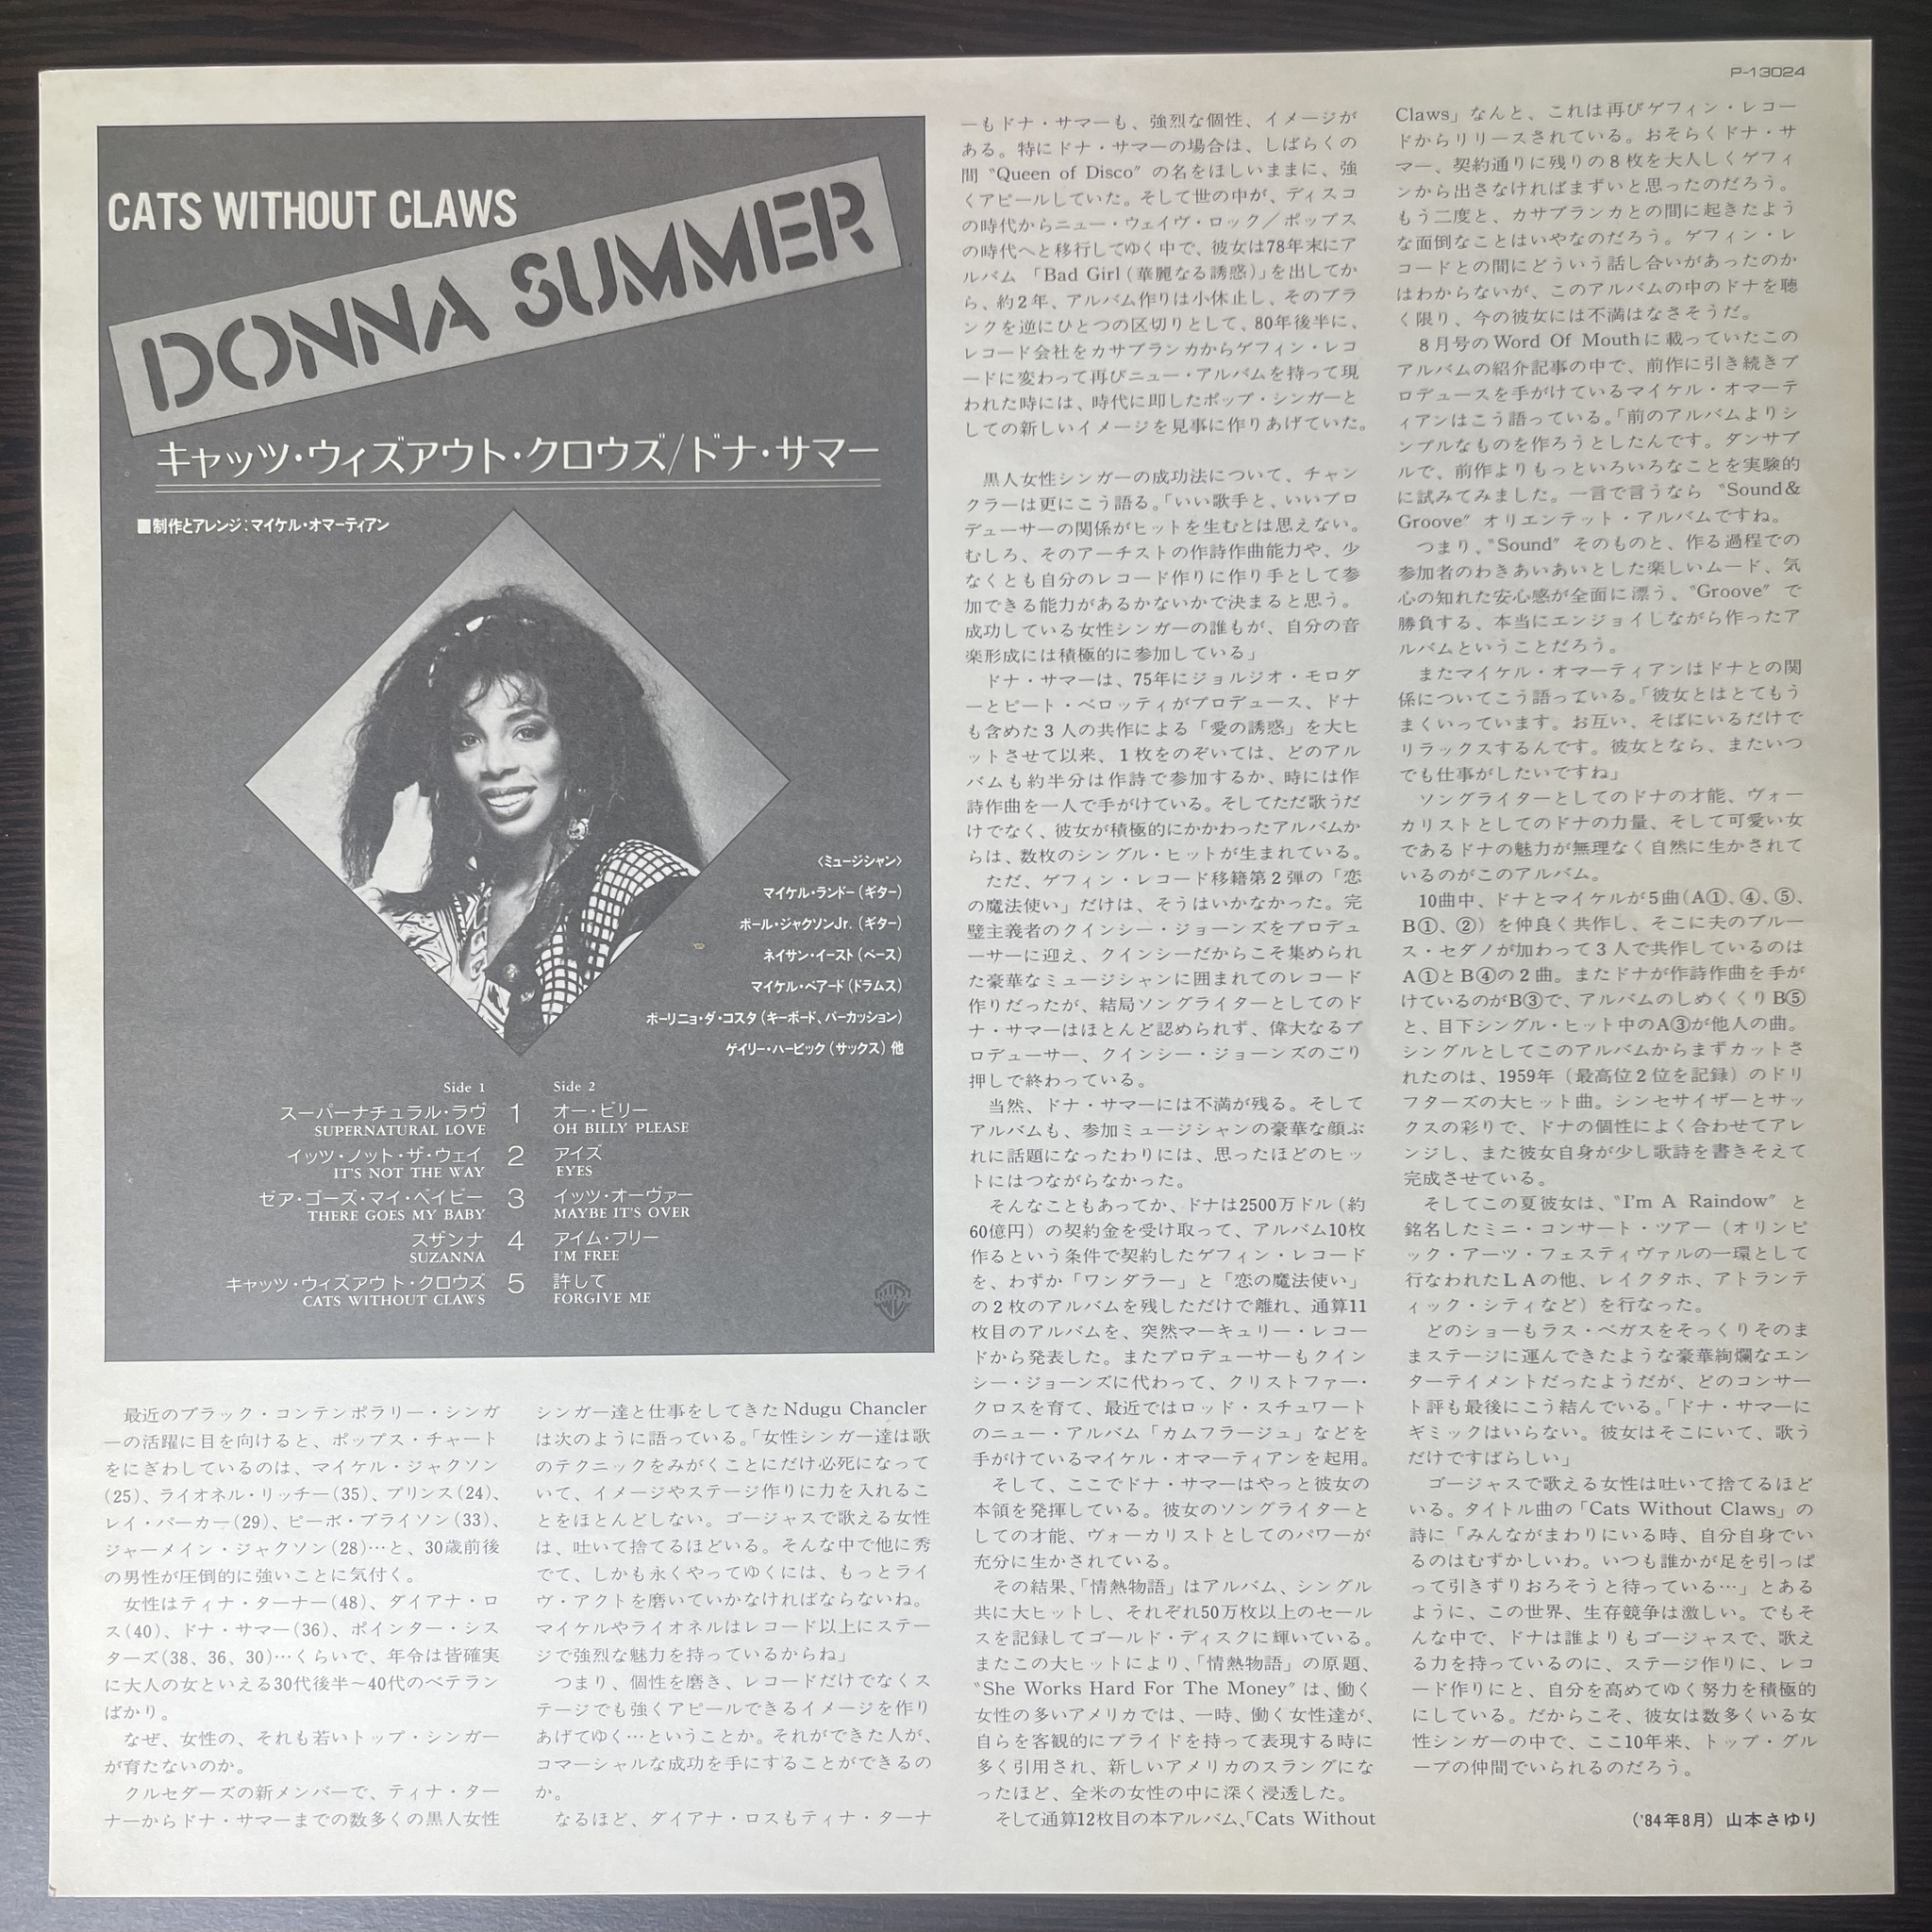 P-13024
CATS WITHOUT CLAWS
DONNA SUMMER
キャッツ・ウィズアウト・クロウズ/ドナ・サマー
■制作とアレンジ:マイケル・オマーティアン
〈ミュージシャン〉
マイケル・ランドー(ギター)
ポール・ジャクソンJr.(ギター)
ネイサン・イースト(ベース)
マイケル・ベアード(ドラムス)
ポーリニョ・ダ・コスタ(キーボード、パーカッション)
ゲイリー・ハービック(サックス)他
Side 1 Side 2
スーパーナチュラル・ラヴ 1 オー・ビリー
SUPERNATURAL LOVE OH BILLY PLEASE
イッツ・ノット・ザ・ウェイ 2 アイズ
IT'S NOT THE WAY EYES
ゼア・ゴーズ・マイ・ベイビー 3 イッツ・オーヴァー
THERE GOES MY BABY MAYBE IT'S OVER
スザンナ 4 アイム・フリー
SUZANNA I'M FREE
キャッツ・ウィズアウト・クロウズ 5 許して
CATS WITHOUT CLAWS FORGIVE ME
最近のブラック・コンテンポラリー・シンガ
ーの活躍に目を向けると、ポップス・チャート
をにぎわしているのは、マイケル・ジャクソン
(25)、ライオネル・リッチー(35)、プリンス(24)、
レイ・パーカー(29)、ピーボ・ブライソン(33)、
ジャーメイン・ジャクソン(28)…と、30歳前後
の男性が圧倒的に強いことに気付く。
女性はティナ・ターナー(48)、ダイアナ・ロ
ス(40)、ドナ・サマー(36)、ポインター・シス
ターズ(38、36、30)…くらいで、年令は皆確実
に大人の女といえる30代後半〜40代のベテラン
ばかり。
なぜ、女性の、それも若いトップ・シンガー
が育たないのか。
クルセダーズの新メンバーで、ティナ・ター
ナーからドナ・サマーまでの数多くの黒人女性
シンガー達と仕事をしてきたNdugu Chancler
は次のように語っている。「女性シンガー達は歌
のテクニックをみがくことにだけ必死になって
いて、イメージやステージ作りに力を入れるこ
とをほとんどしない。ゴージャスで歌える女性
は、吐いて捨てるほどいる。そんな中で他に秀
でて、しかも永くやってゆくには、もっとライ
ヴ・アクトを磨いていかなければならないね。
マイケルやライオネルはレコード以上にステー
ジで強烈な魅力を持っているからね」
つまり、個性を磨き、レコードだけでなくス
テージでも強くアピールできるイメージを作り
あげてゆく…ということか。それができた人が、
コマーシャルな成功を手にすることができるの
か。
なるほど、ダイアナ・ロスもティナ・ターナ
ーもドナ・サマーも、強烈な個性、イメージが
ある。特にドナ・サマーの場合は、しばらくの
間〝Queen of Disco〞の名をほしいままに、強
くアピールしていた。そして世の中が、ディスコ
の時代からニュー・ウェイヴ・ロック/ポップス
の時代へと移行してゆく中で、彼女は78年末にア
ルバム「Bad Girl(華麗なる誘惑)」を出してか
ら、約2年、アルバム作りは小休止し、そのブラ
ンクを逆にひとつの区切りとして、80年後半に、
レコード会社をカサブランカからゲフィン・レコ
ードに変わって再びニュー・アルバムを持って現
われた時には、時代に即したポップ・シンガーと
しての新しいイメージを見事に作りあげていた。
黒人女性シンガーの成功法について、チャン
クラーは更にこう語る。「いい歌手と、いいプロ
デューサーの関係がヒットを生むとは思えない。
むしろ、そのアーチストの作詩作曲能力や、少
なくとも自分のレコード作りに作り手として参
加できる能力があるかないかで決まると思う。
成功している女性シンガーの誰もが、自分の音
楽形成には積極的に参加している」
ドナ・サマーは、75年にジョルジオ・モロダ
ーとピート・ベロッティがプロデュース、ドナ
も含めた3人の共作による「愛の誘惑」を大ヒ
ットさせて以来、1枚をのぞいては、どのアル
バムも約半分は作詩で参加するか、時には作
詩作曲を一人で手がけている。そしてただ歌うだ
けでなく、彼女が積極的にかかわったアルバムか
らは、数枚のシングル・ヒットが生まれている。
ただ、ゲフィン・レコード移籍第2弾の「恋
の魔法使い」だけは、そうはいかなかった。完
璧主義者のクインシー・ジョーンズをプロデュ
ーサーに迎え、クインシーだからこそ集められ
た豪華なミュージシャンに囲まれてのレコード
作りだったが、結局ソングライターとしてのド
ナ・サマーはほとんど認められず、偉大なるプ
ロデューサー、クインシー・ジョーンズのごり
押しで終わっている。
当然、ドナ・サマーには不満が残る。そして
アルバムも、参加ミュージシャンの豪華な顔ぶ
れに話題になったわりには、思ったほどのヒッ
トにはつながらなかった。
そんなこともあってか、ドナは2500万ドル(約
60億円)の契約金を受け取って、アルバム10枚
作るという条件で契約したゲフィン・レコード
を、わずか「ワンダラー」と「恋の魔法使い」
の2枚のアルバムを残しただけで離れ、通算11
枚目のアルバムを、突然マーキュリー・レコー
ドから発表した。またプロデューサーもクイン
シー・ジョーンズに代わって、クリストファー・
クロスを育て、最近ではロッド・スチュワート
のニュー・アルバム「カムフラージュ」などを
手がけているマイケル・オマーティアンを起用。
そして、ここでドナ・サマーはやっと彼女の
本領を発揮している。彼女のソングライターと
しての才能、ヴォーカリストとしてのパワーが
充分に生かされている。
その結果、「情熱物語」はアルバム、シングル
共に大ヒットし、それぞれ50万枚以上のセール
スを記録してゴールド・ディスクに輝いている。
またこの大ヒットにより、「情熱物語」の原題、
〝She Works Hard For The Money〞は、働く
女性の多いアメリカでは、一時、働く女性達が、
自らを客観的にプライドを持って表現する時に
多く引用され、新しいアメリカのスラングにな
ったほど、全米の女性の中に深く浸透した。
そして通算12枚目の本アルバム、「Cats Without
Claws」なんと、これは再びゲフィン・レコー
ドからリリースされている。おそらくドナ・サ
マー、契約通りに残りの8枚を大人しくゲフィ
ンから出さなければまずいと思ったのだろう。
もう二度と、カサブランカとの間に起きたよう
な面倒なことはいやなのだろう。ゲフィン・レ
コードとの間にどういう話し合いがあったのか
はわからないが、このアルバムの中のドナを聴
く限り、今の彼女には不満はなさそうだ。
8月号のWord Of Mouthに載っていたこの
アルバムの紹介記事の中で、前作に引き続きプ
ロデュースを手がけているマイケル・オマーテ
ィアンはこう語っている。「前のアルバムよりシ
ンプルなものを作ろうとしたんです。ダンサブ
ルで、前作よりもっといろいろなことを実験的
に試みてみました。一言で言うなら〝Sound&
Groove〞オリエンテット・アルバムですね。
つまり、〝Sound〞そのものと、作る過程での
参加者のわきあいあいとした楽しいムード、気
心の知れた安心感が全面に漂う、〝Groove〞で
勝負する、本当にエンジョイしながら作ったア
ルバムということだろう。
またマイケル・オマーティアンはドナとの関
係についてこう語っている。「彼女とはとてもう
まくいっています。お互い、そばにいるだけで
リラックスするんです。彼女となら、またいつ
でも仕事がしたいですね」
ソングライターとしてのドナの才能、ヴォー
カリストとしてのドナの力量、そして可愛い女
であるドナの魅力が無理なく自然に生かされて
いるのがこのアルバム。
10曲中、ドナとマイケルが5曲(A①、④、⑤、
B①、②)を仲良く共作し、そこに夫のブルー
ス・セダノが加わって3人で共作しているのは
A①とB④の2曲。またドナが作詩作曲を手が
けているのがB③で、アルバムのしめくくりB⑤
と、目下シングル・ヒット中のA③が他人の曲。
シングルとしてこのアルバムからまずカットさ
れたのは、1959年(最高位2位を記録)のドリ
フターズの大ヒット曲。シンセサイザーとサッ
クスの彩りで、ドナの個性によく合わせてアレ
ンジし、また彼女自身が少し歌詩を書きそえて
完成させている。
そしてこの夏彼女は、〝I'm A Raindow〞と
銘名したミニ・コンサート・ツアー(オリンピ
ック・アーツ・フェスティヴァルの一環として
行なわれたLAの他、レイクタホ、アトランテ
ィック・シティなど)を行なった。
どのショーもラス・ベガスをそっくりそのま
まステージに運んできたような豪華絢爛なエン
ターテイメントだったようだが、どのコンサー
ト評も最後にこう結んでいる。「ドナ・サマーに
ギミックはいらない。彼女はそこにいて、歌う
だけですばらしい」
ゴージャスで歌える女性は吐いて捨てるほど
いる。タイトル曲の「Cats Without Claws」の
詩に「みんながまわりにいる時、自分自身でい
るのはむずかしいわ。いつも誰かが足を引っぱ
って引きずりおろそうと待っている…」とある
ように、この世界、生存競争は激しい。でもそ
んな中で、ドナは誰よりもゴージャスで、歌え
る力を持っているのに、ステージ作りに、レコ
ード作りにと、自分を高めてゆく努力を積極的
にしている。だからこそ、彼女は数多くいる女
性シンガーの中で、ここ10年来、トップ・グル
ープの仲間でいられるのだろう。
('84年8月) 山本さゆり